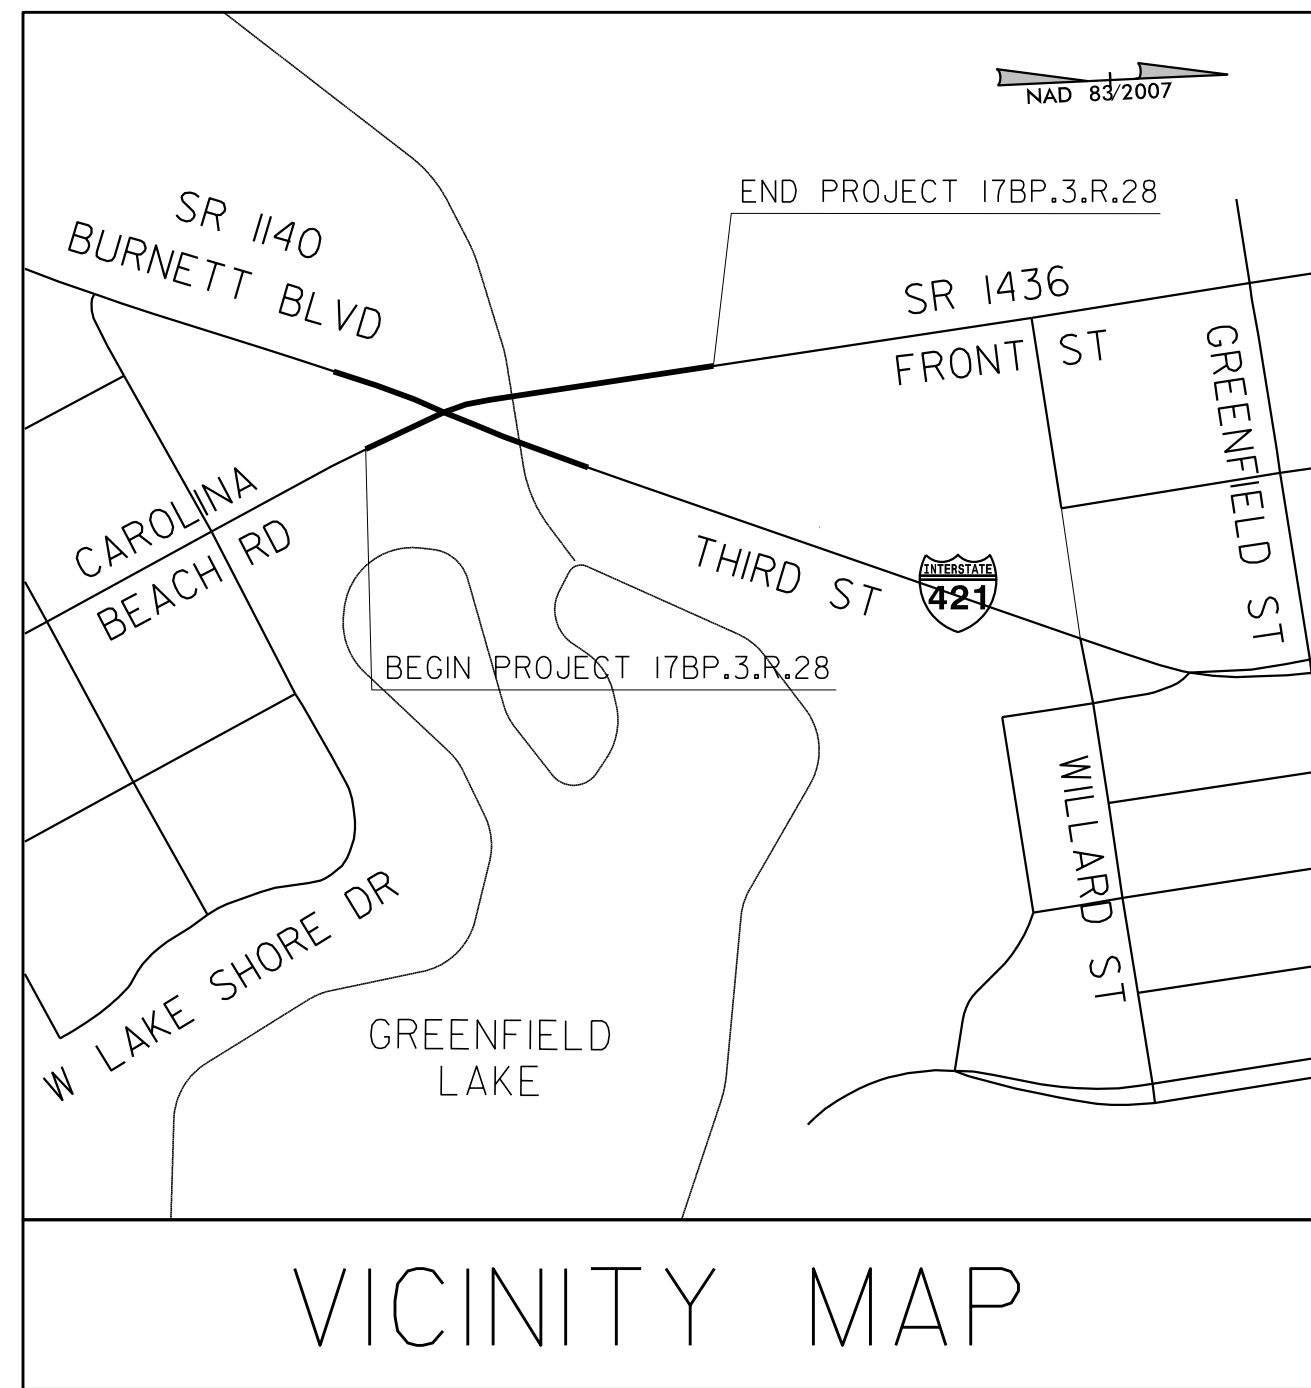 NAD 83/2007
END PROJECT 17BP.3.R.28
SR 1140
BURNETT BLVD
SR 1436
FRONT ST
GREENFIELD ST
CAROLINA
BEACH RD
THIRD ST
INTERSTATE
421
BEGIN PROJECT 17BP.3.R.28
WILLARD ST
W LAKE SHORE DR
GREENFIELD
LAKE
VICINITY MAP